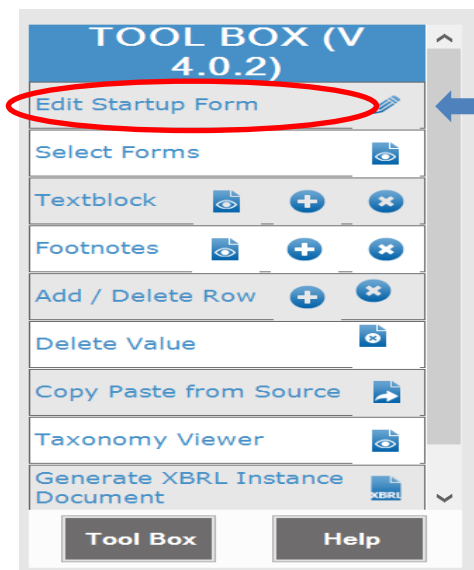 TOOL BOX (V
4.0.2)
Edit Startup Form
Select Forms
Textblock
Footnotes
Add / Delete Row
Delete Value
Copy Paste from Source
Taxonomy Viewer
Generate XBRL Instance
Document
XBRL
Tool Box
Help